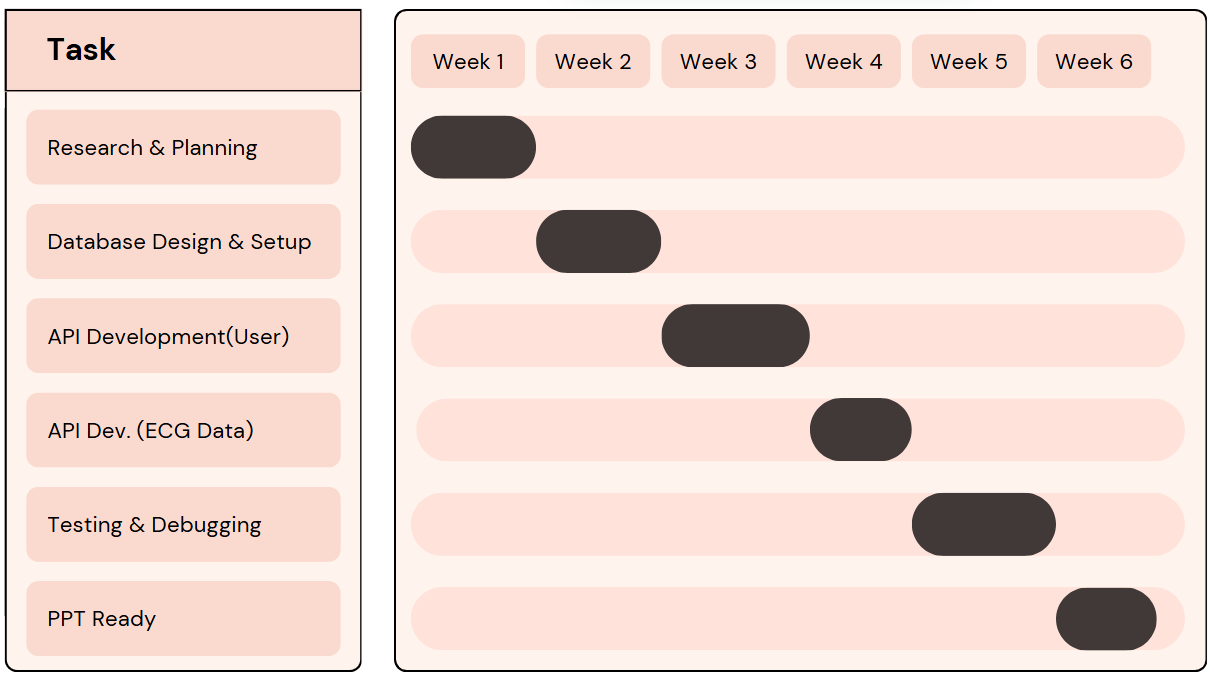 Task
Week 1
Week 2
Week 3
Week 4
Week 5
Week 6
Research & Planning
Database Design & Setup
API Development(User)
API Dev. (ECG Data)
Testing & Debugging
PPT Ready